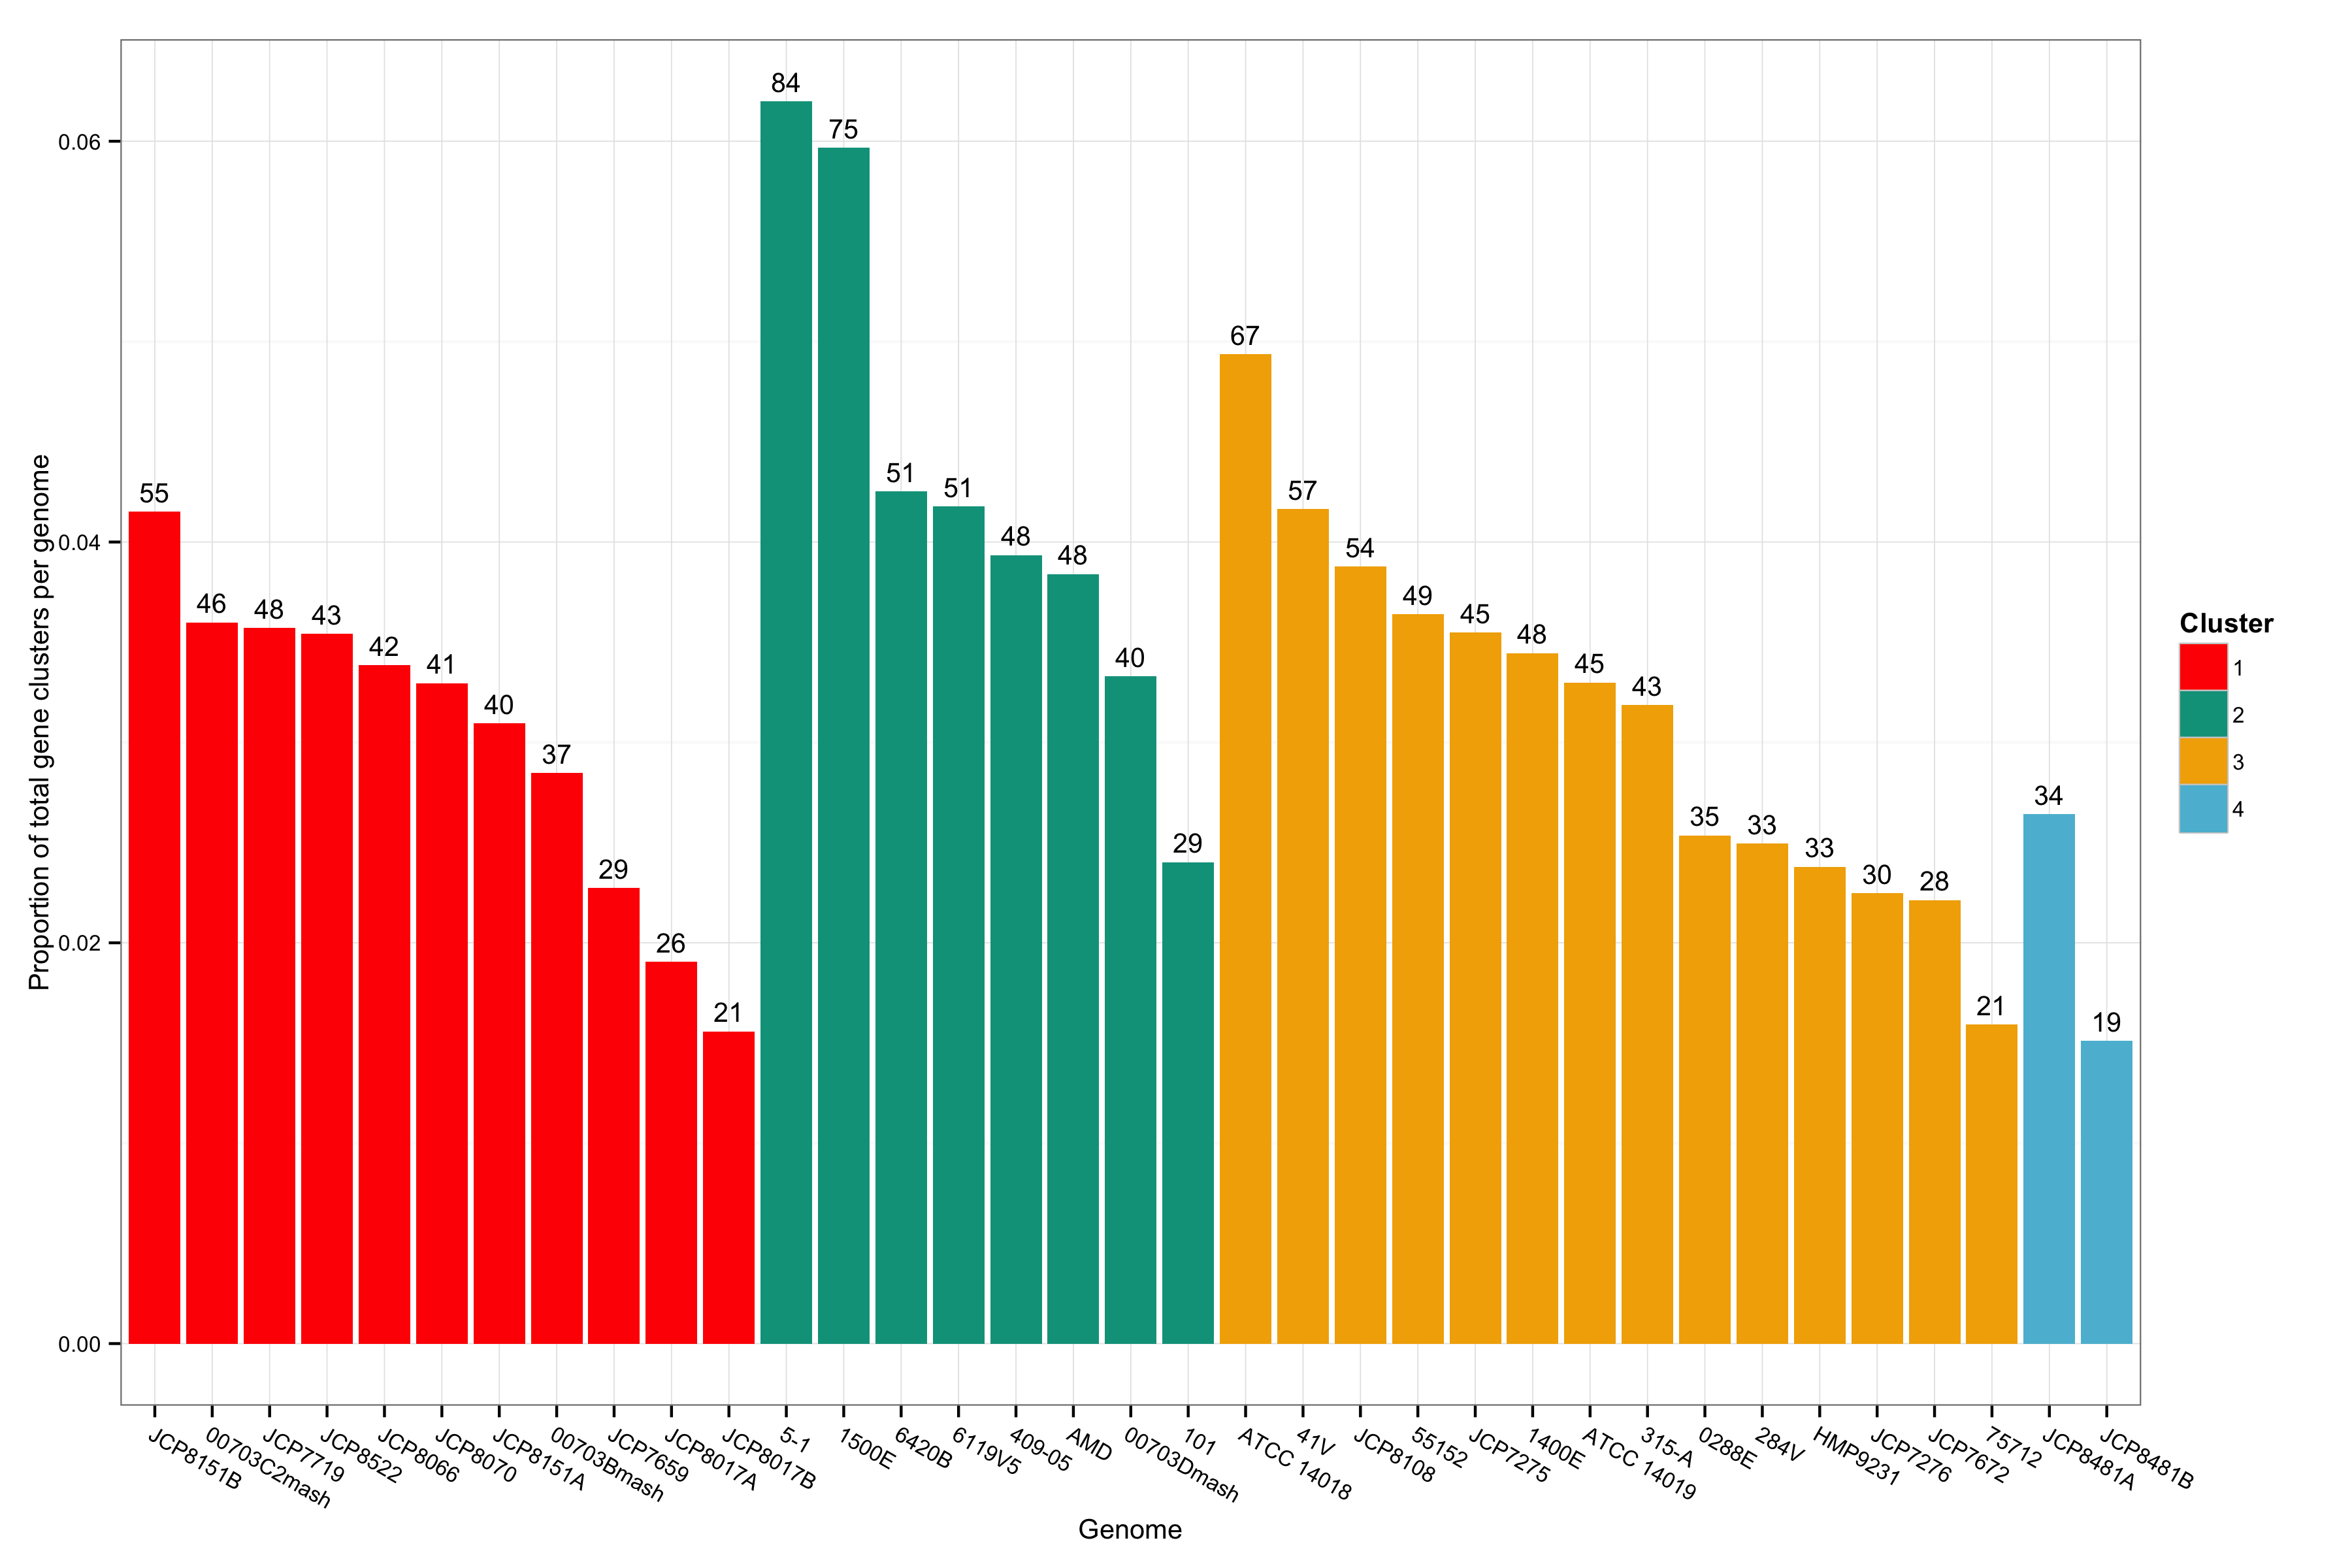 Proportion of total gene clusters per genome
0.06
0.04
0.02
0.00
55
46
48
43
42
41
40
37
29
26
21
84
75
51
51
48
48
40
29
67
57
54
49
45
48
45
43
35
33
33
30
28
21
34
19
JCP8151B
00703C2mash
JCP7719
JCP8522
JCP8066
JCP8070
JCP8151A
00703Bmash
JCP7659
JCP8017A
JCP8017B
5-1
1500E
6420B
6119V5
409-05
AMD
00703Dmash
101
ATCC 14018
41V
JCP8108
55152
JCP7275
1400E
ATCC 14019
315-A
0288E
284V
HMP9231
JCP7276
JCP7672
75712
JCP8481A
JCP8481B
Genome
Cluster
1
2
3
4